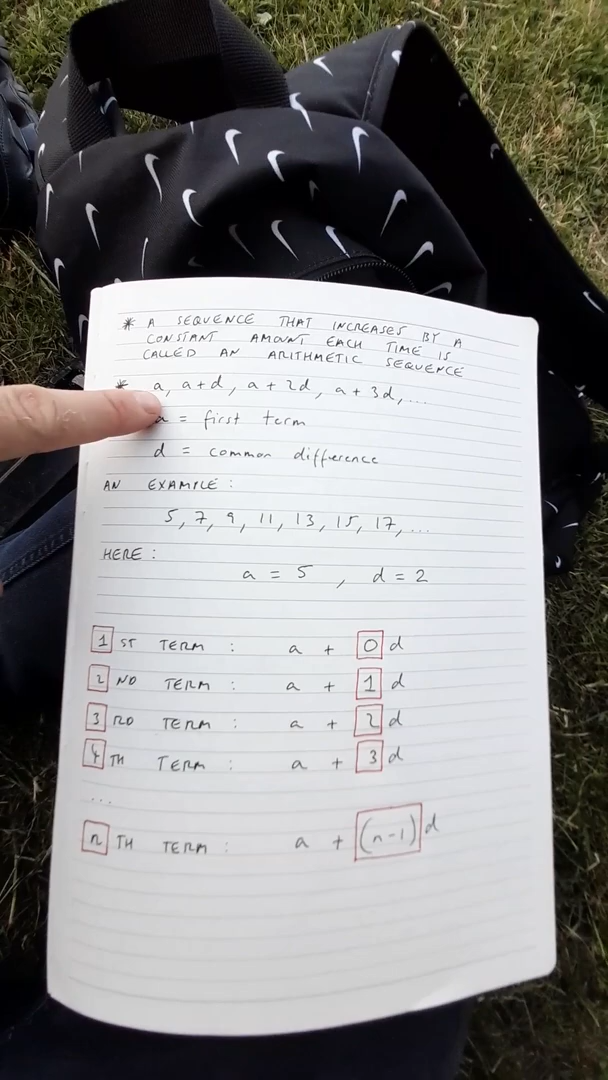 * A SEQUENCE THAT INCREASES BY A
CONSTANT AMOUNT EACH TIME IS
CALLED AN ARITHMETIC SEQUENCE
* a, a+d, a+2d, a+3d,...
a = first term
d = common difference
AN EXAMPLE:
5, 7, 9, 11, 13, 15, 17,...
HERE:
a = 5, d = 2
1 ST TERM : a + 0 d
2 ND TERM : a + 1 d
3 RD TERM : a + 2 d
4 TH TERM : a + 3 d
...
n TH TERM : a + (n-1) d